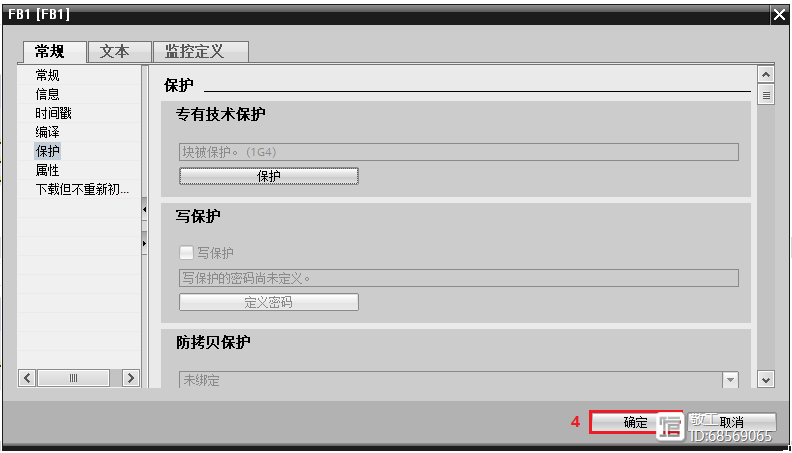 FB1 [FB1]
常规 文本 监控定义
常规
信息
时间戳
编译
保护
属性
下载但不重新初...
保护
专有技术保护
块被保护。 (1G4)
保护
写保护
写保护
写保护的密码尚未定义。
定义密码
防拷贝保护
未绑定
4 确定 取消
敬工
ID:68569065